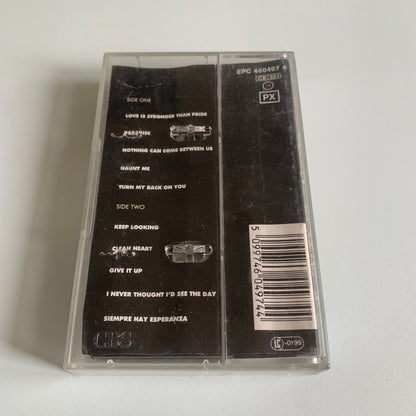 SIDE ONE
LOVE IS STRONGER THAN PRIDE
PARADISE
NOTHING CAN COME BETWEEN US
HAUNT ME
TURN MY BACK ON YOU
SIDE TWO
KEEP LOOKING
CLEAN HEART
GIVE IT UP
I NEVER THOUGHT I'D SEE THE DAY
SIEMPRE HAY ESPERANZA
CBS
EPC 460497 4
CB 681
PX
5 099746 049744
LC -0199